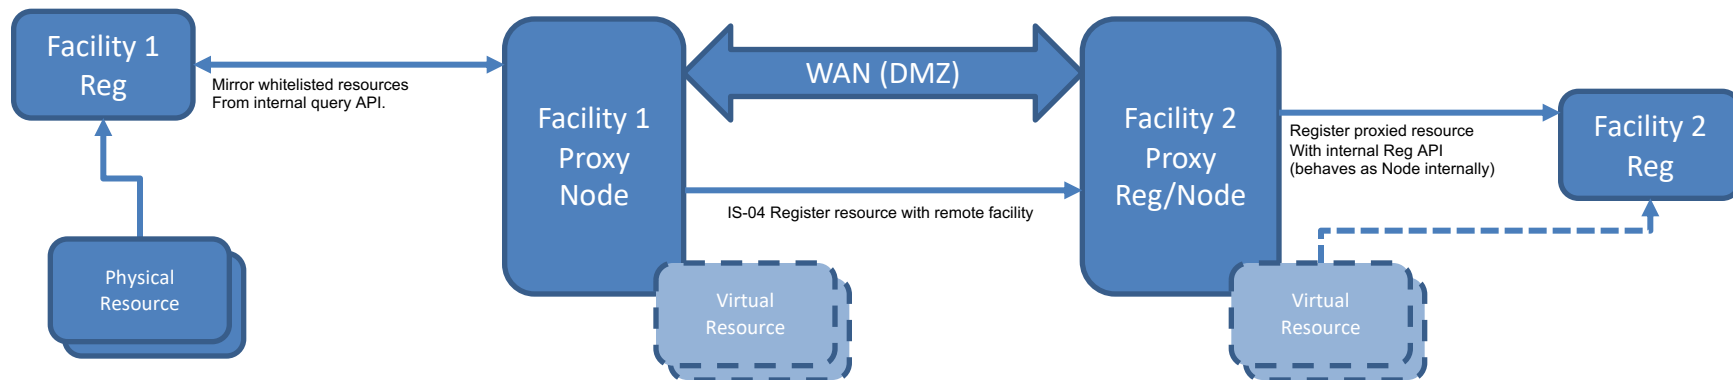 Facility 1
Reg
Mirror whitelisted resources
From internal query API.
Physical
Resource
Facility 1
Proxy
Node
WAN (DMZ)
IS-04 Register resource with remote facility
Virtual
Resource
Facility 2
Proxy
Reg/Node
Register proxied resource
With internal Reg API
(behaves as Node internally)
Virtual
Resource
Facility 2
Reg